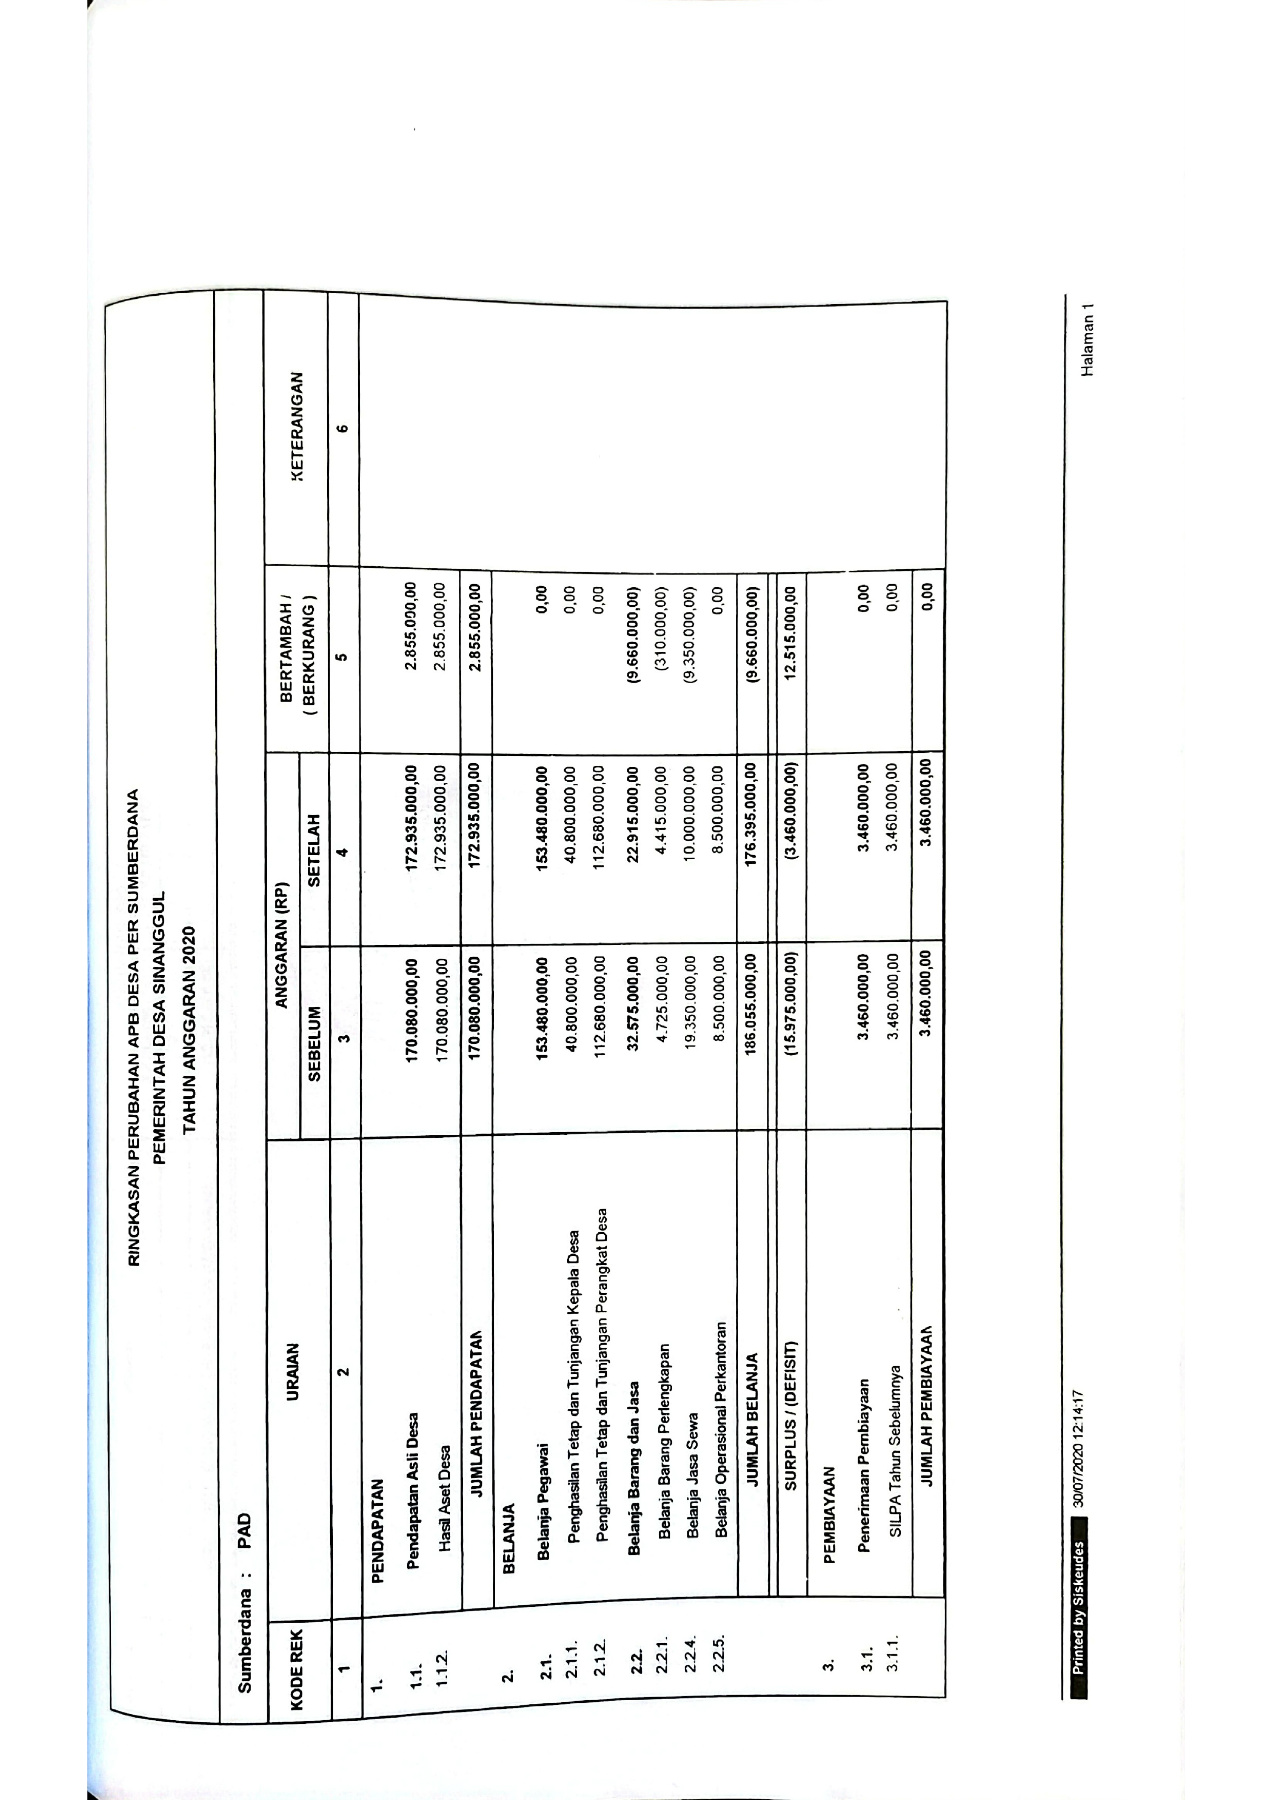 RINGKASAN PERUBAHAN APB DESA PER SUMBERDANA
PEMERINTAH DESA SINANGGUL
TAHUN ANGGARAN 2020
Sumberdana : PAD
KODE REK URAIAN ANGGARAN (RP) BERTAMBAH / ( BERKURANG ) KETERANGAN
SEBELUM SETELAH
1 2 3 4 5 6
1. PENDAPATAN
1.1. Pendapatan Asli Desa 170.080.000,00 172.935.000,00 2.855.000,00
1.1.2. Hasil Aset Desa 170.080.000,00 172.935.000,00 2.855.000,00
JUMLAH PENDAPATAN 170.080.000,00 172.935.000,00 2.855.000,00
2. BELANJA
2.1. Belanja Pegawai 153.480.000,00 153.480.000,00 0,00
2.1.1. Penghasilan Tetap dan Tunjangan Kepala Desa 40.800.000,00 40.800.000,00 0,00
2.1.2. Penghasilan Tetap dan Tunjangan Perangkat Desa 112.680.000,00 112.680.000,00 0,00
2.2. Belanja Barang dan Jasa 32.575.000,00 22.915.000,00 (9.660.000,00)
2.2.1. Belanja Barang Perlengkapan 4.725.000,00 4.415.000,00 (310.000,00)
2.2.4. Belanja Jasa Sewa 19.350.000,00 10.000.000,00 (9.350.000,00)
2.2.5. Belanja Operasional Perkantoran 8.500.000,00 8.500.000,00 0,00
JUMLAH BELANJA 186.055.000,00 176.395.000,00 (9.660.000,00)
SURPLUS / (DEFISIT) (15.975.000,00) (3.460.000,00) 12.515.000,00
3. PEMBIAYAAN
3.1. Penerimaan Pembiayaan 3.460.000,00 3.460.000,00 0,00
3.1.1. SILPA Tahun Sebelumnya 3.460.000,00 3.460.000,00 0,00
JUMLAH PEMBIAYAAN 3.460.000,00 3.460.000,00 0,00
Printed by Siskeudes 30/07/2020 12:14:17 Halaman 1